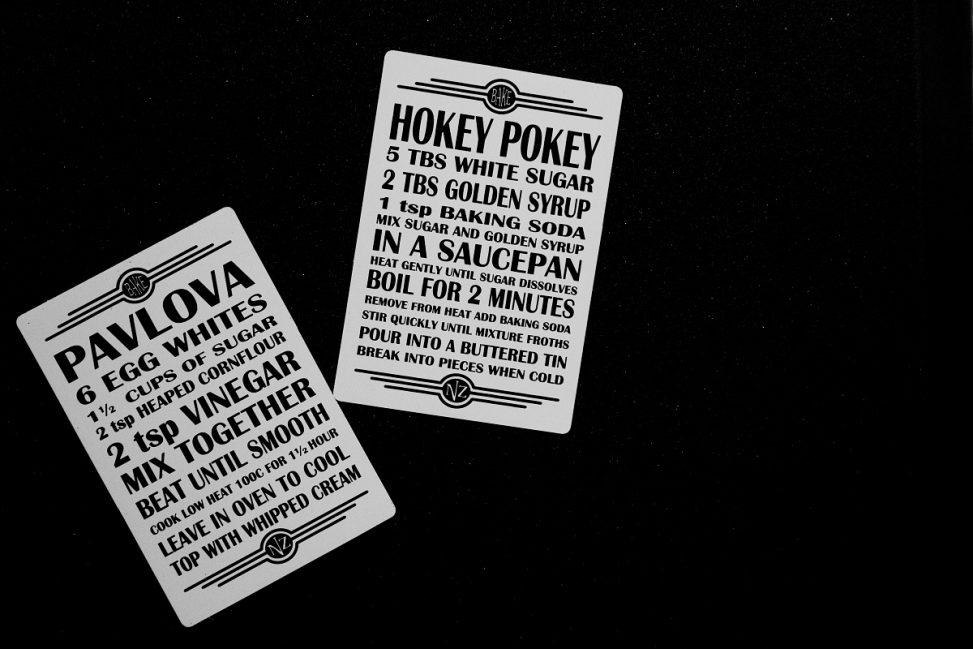 BAKE
PAVLOVA
6 EGG WHITES
1½ CUPS OF SUGAR
2 tsp HEAPED CORNFLOUR
2 tsp VINEGAR
MIX TOGETHER
BEAT UNTIL SMOOTH
COOK LOW HEAT 100C FOR 1½ HOUR
LEAVE IN OVEN TO COOL
TOP WITH WHIPPED CREAM
NZ
BAKE
HOKEY POKEY
5 TBS WHITE SUGAR
2 TBS GOLDEN SYRUP
1 tsp BAKING SODA
MIX SUGAR AND GOLDEN SYRUP
IN A SAUCEPAN
HEAT GENTLY UNTIL SUGAR DISSOLVES
BOIL FOR 2 MINUTES
REMOVE FROM HEAT ADD BAKING SODA
STIR QUICKLY UNTIL MIXTURE FROTHS
POUR INTO A BUTTERED TIN
BREAK INTO PIECES WHEN COLD
NZ